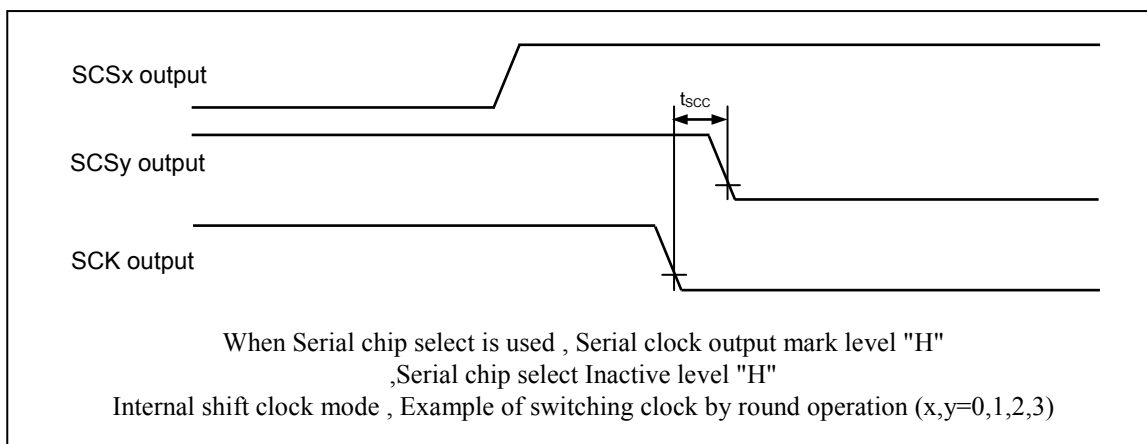 SCSx output
tSCC
SCSy output
SCK output
When Serial chip select is used , Serial clock output mark level "H"
,Serial chip select Inactive level "H"
Internal shift clock mode , Example of switching clock by round operation (x,y=0,1,2,3)